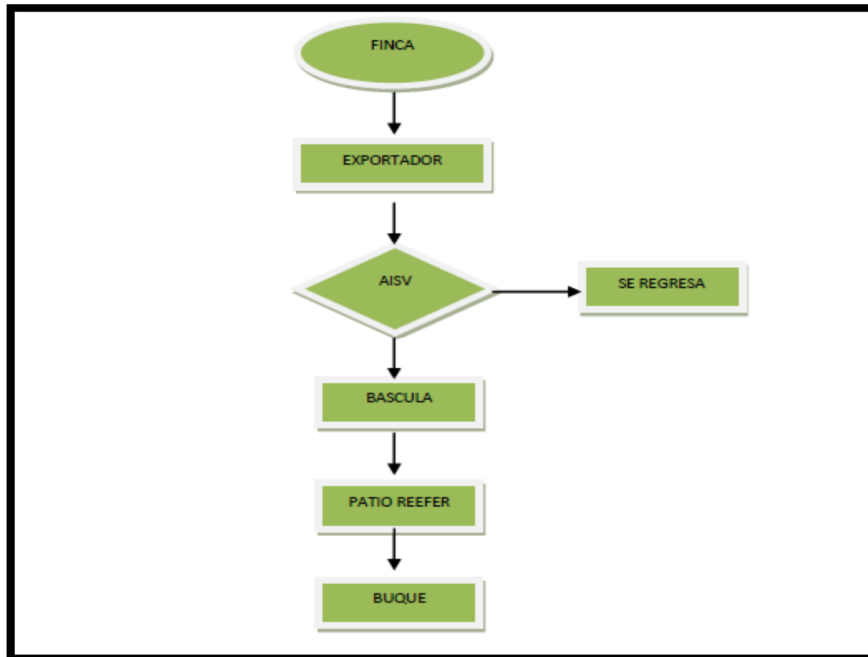 FINCA
EXPORTADOR
AISV
SE REGRESA
BASCULA
PATIO REEFER
BUQUE